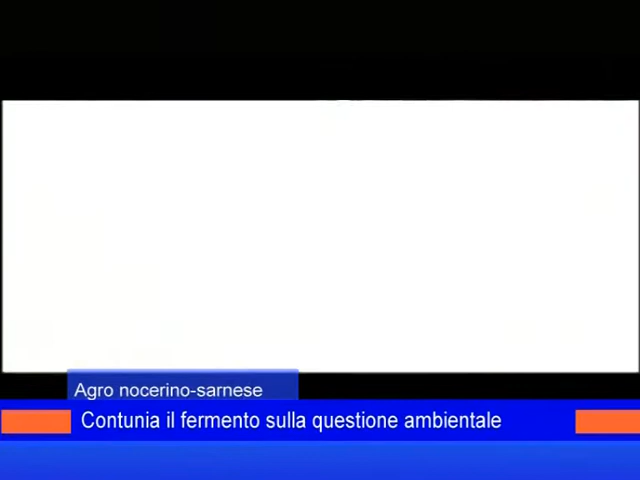 Agro nocerino-sarnese
Contunia il fermento sulla questione ambientale